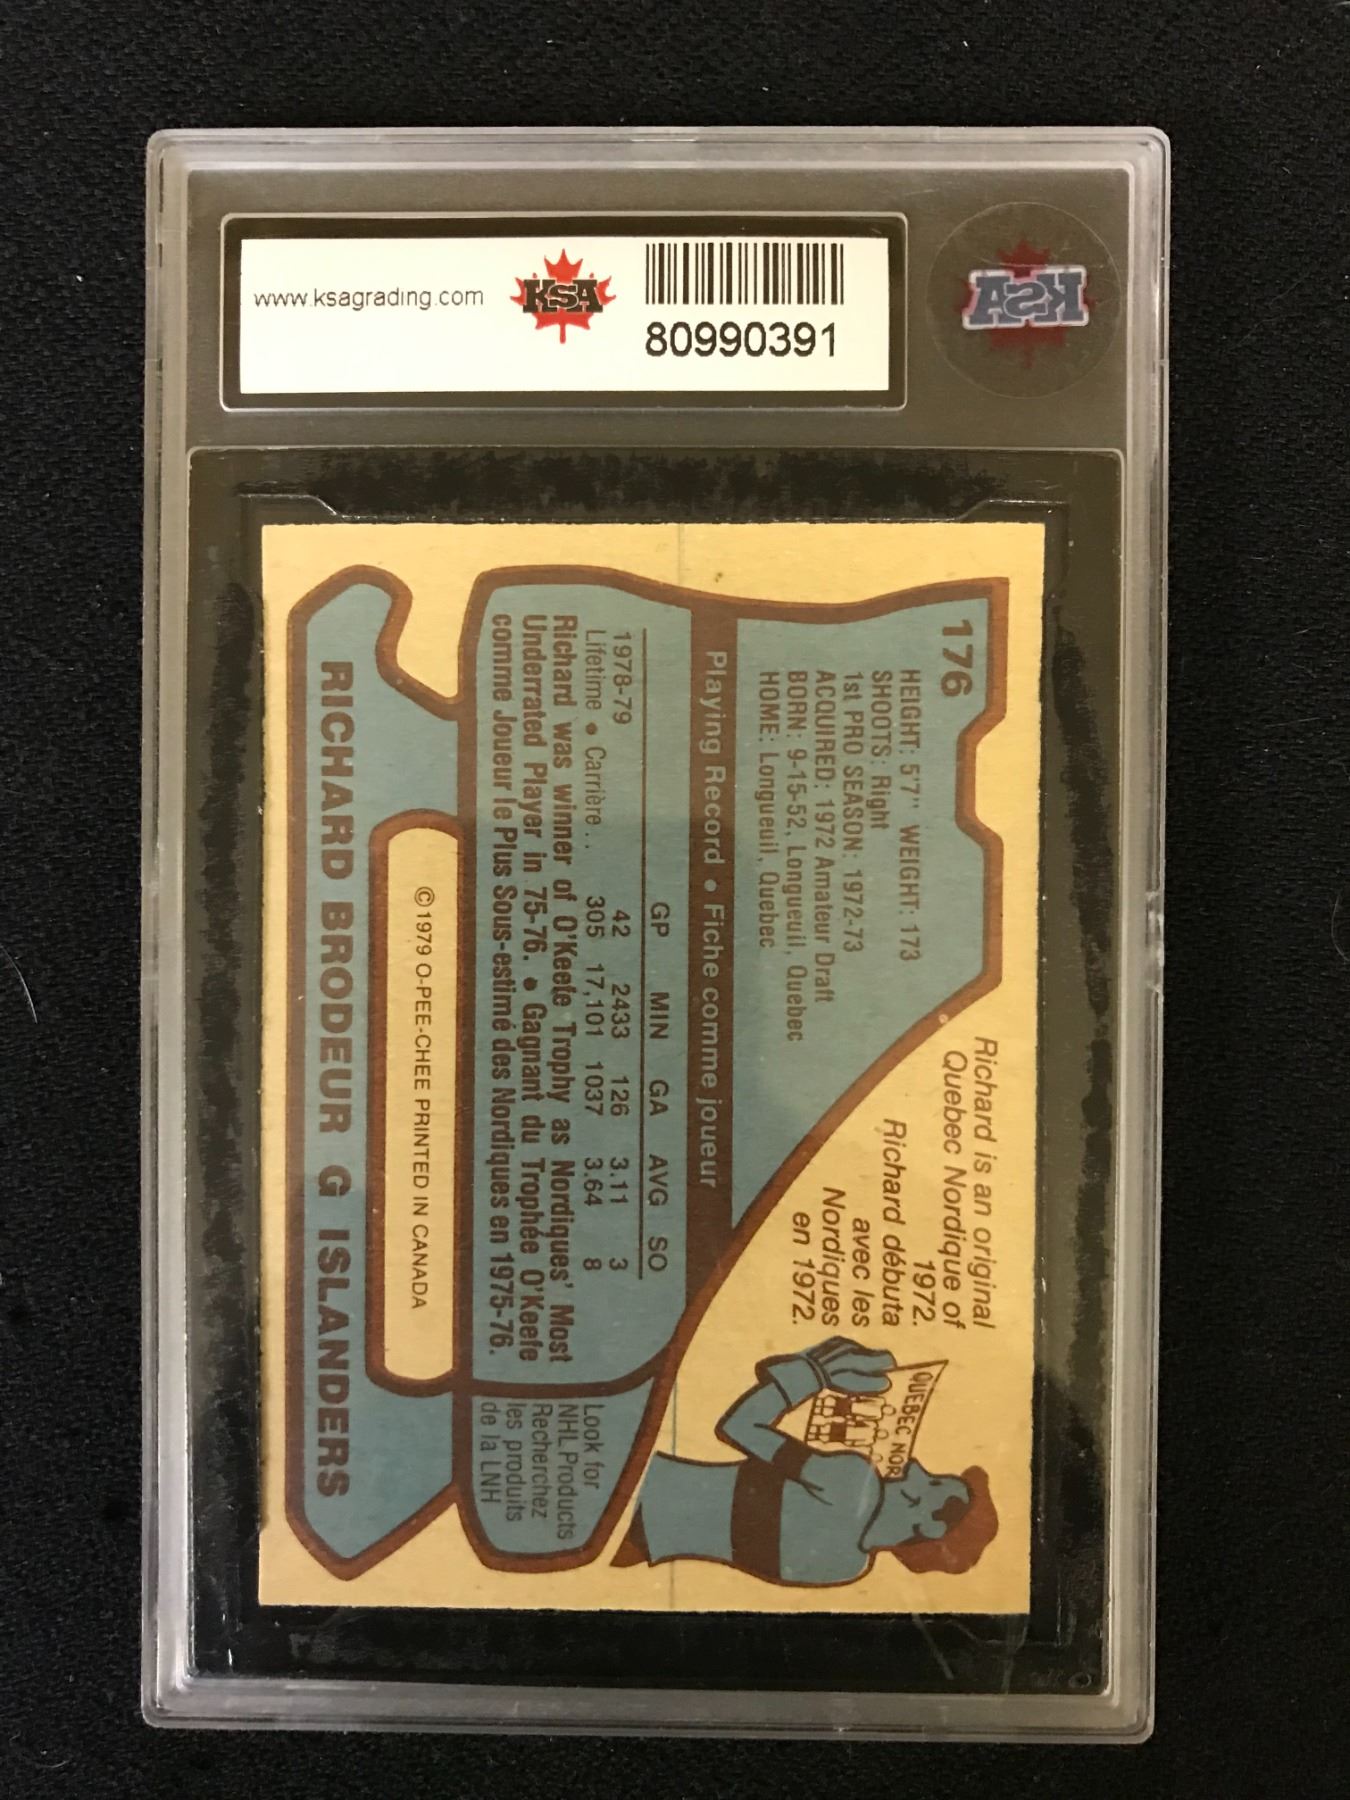 www.ksagrading.com
KSA
80990391
KSA
176
HEIGHT: 5'7" WEIGHT: 173
SHOOTS: Right
1st PRO SEASON: 1972-73
ACQUIRED: 1972 Amateur Draft
BORN: 9-15-52, Longueuil, Quebec
HOME: Longueuil, Quebec
Richard is an original
Quebec Nordique of
1972.
Richard débuta
avec les
Nordiques
en 1972.
QUEBEC NOR
Playing Record • Fiche comme joueur
GP MIN GA AVG SO
1978-79 42 2433 126 3.11 3
Lifetime • Carrière . . 305 17,101 1037 3.64 8
Richard was winner of O'Keefe Trophy as Nordiques' Most
Underrated Player in 75-76. • Gagnant du Trophée O'Keefe
comme Joueur le Plus Sous-estimé des Nordiques en 1975-76.
Look for
NHL Products
Recherchez
les produits
de la LNH
©1979 O-PEE-CHEE PRINTED IN CANADA
RICHARD BRODEUR G ISLANDERS